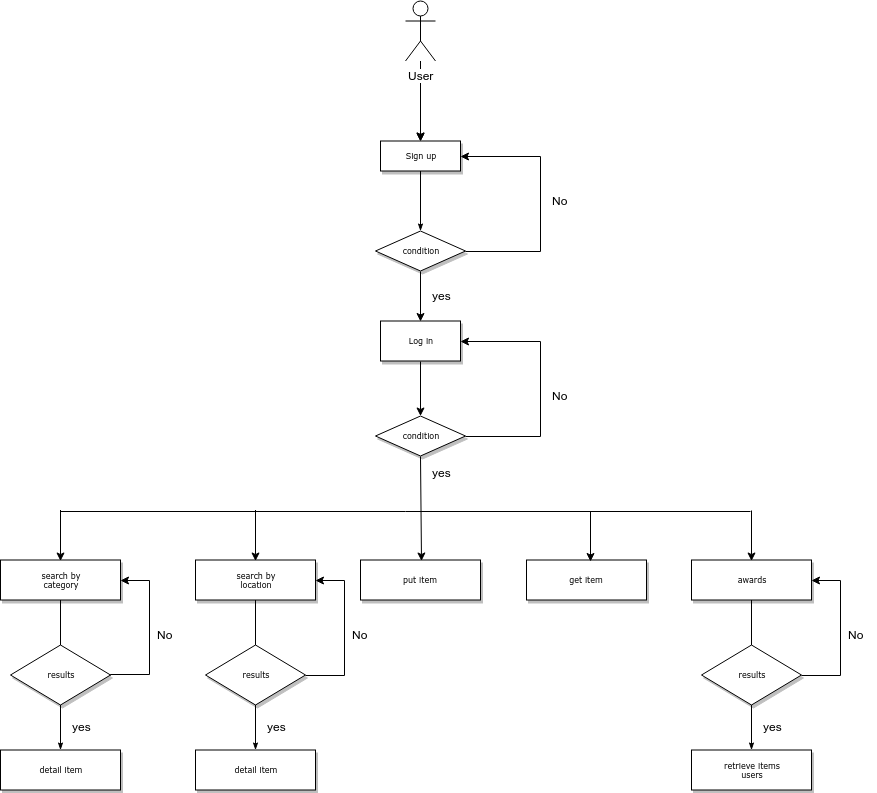 User
Sign up
No
condition
yes
Log in
No
condition
yes
search by
category
search by
location
put item
get item
awards
No
No
No
results
results
results
yes
yes
yes
detail item
detail item
retrieve items
users